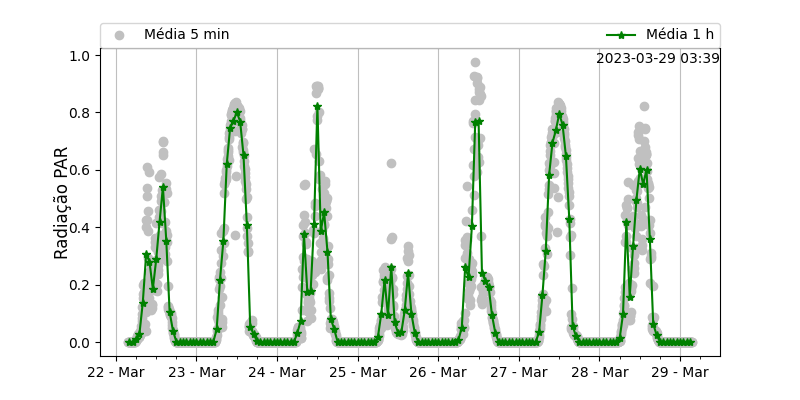 Média 5 min
Média 1 h
2023-03-29 03:39
Radiação PAR
1.0
0.8
0.6
0.4
0.2
0.0
22 - Mar
23 - Mar
24 - Mar
25 - Mar
26 - Mar
27 - Mar
28 - Mar
29 - Mar